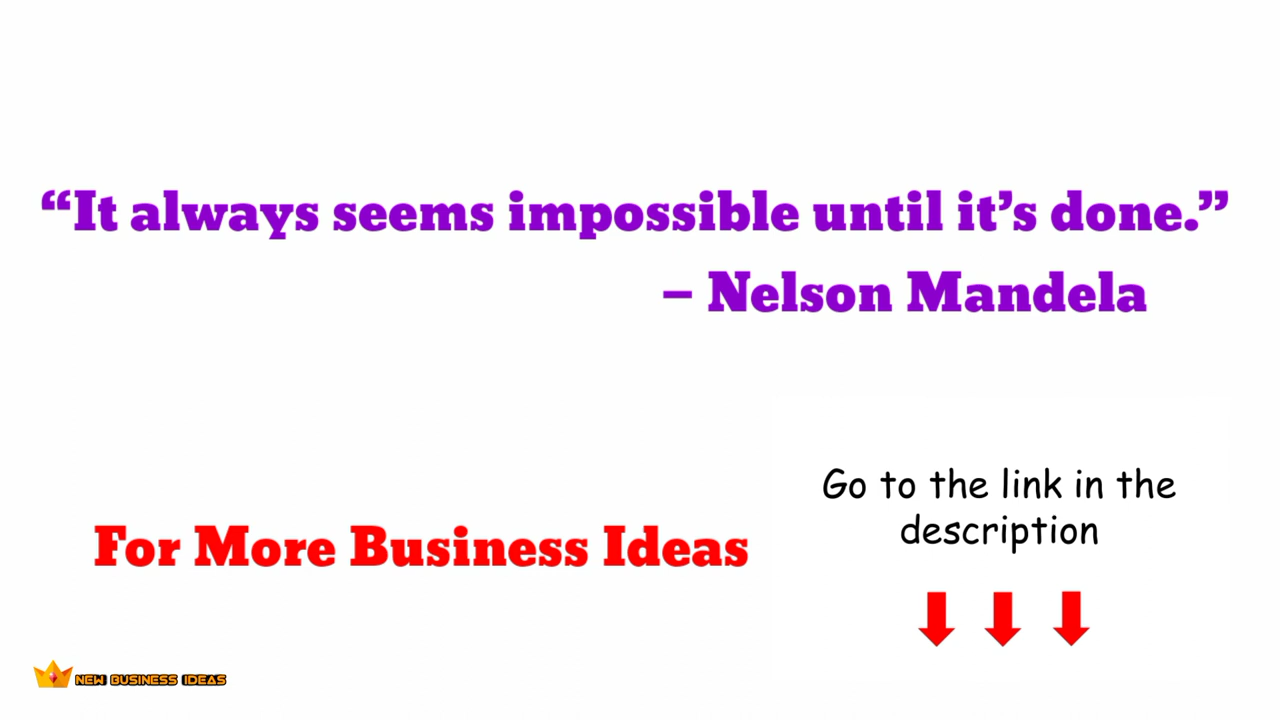 “It always seems impossible until it’s done.”
– Nelson Mandela
Go to the link in the
description
For More Business Ideas
NEW BUSINESS IDEAS